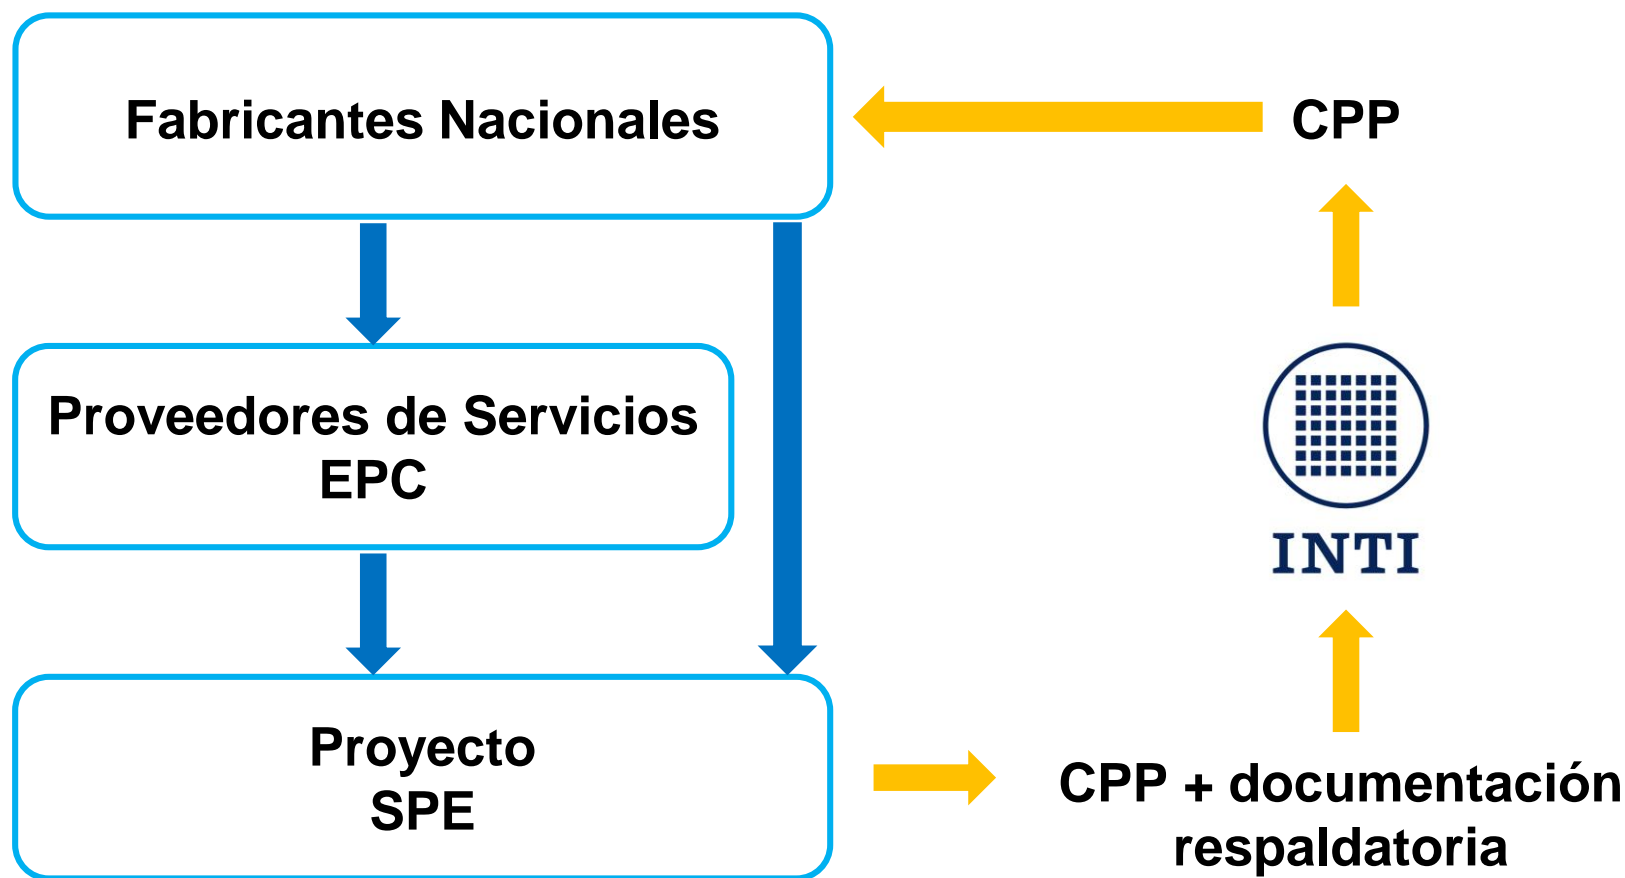 Fabricantes Nacionales
CPP
Proveedores de Servicios
EPC
INTI
Proyecto
SPE
CPP + documentación
respaldatoria